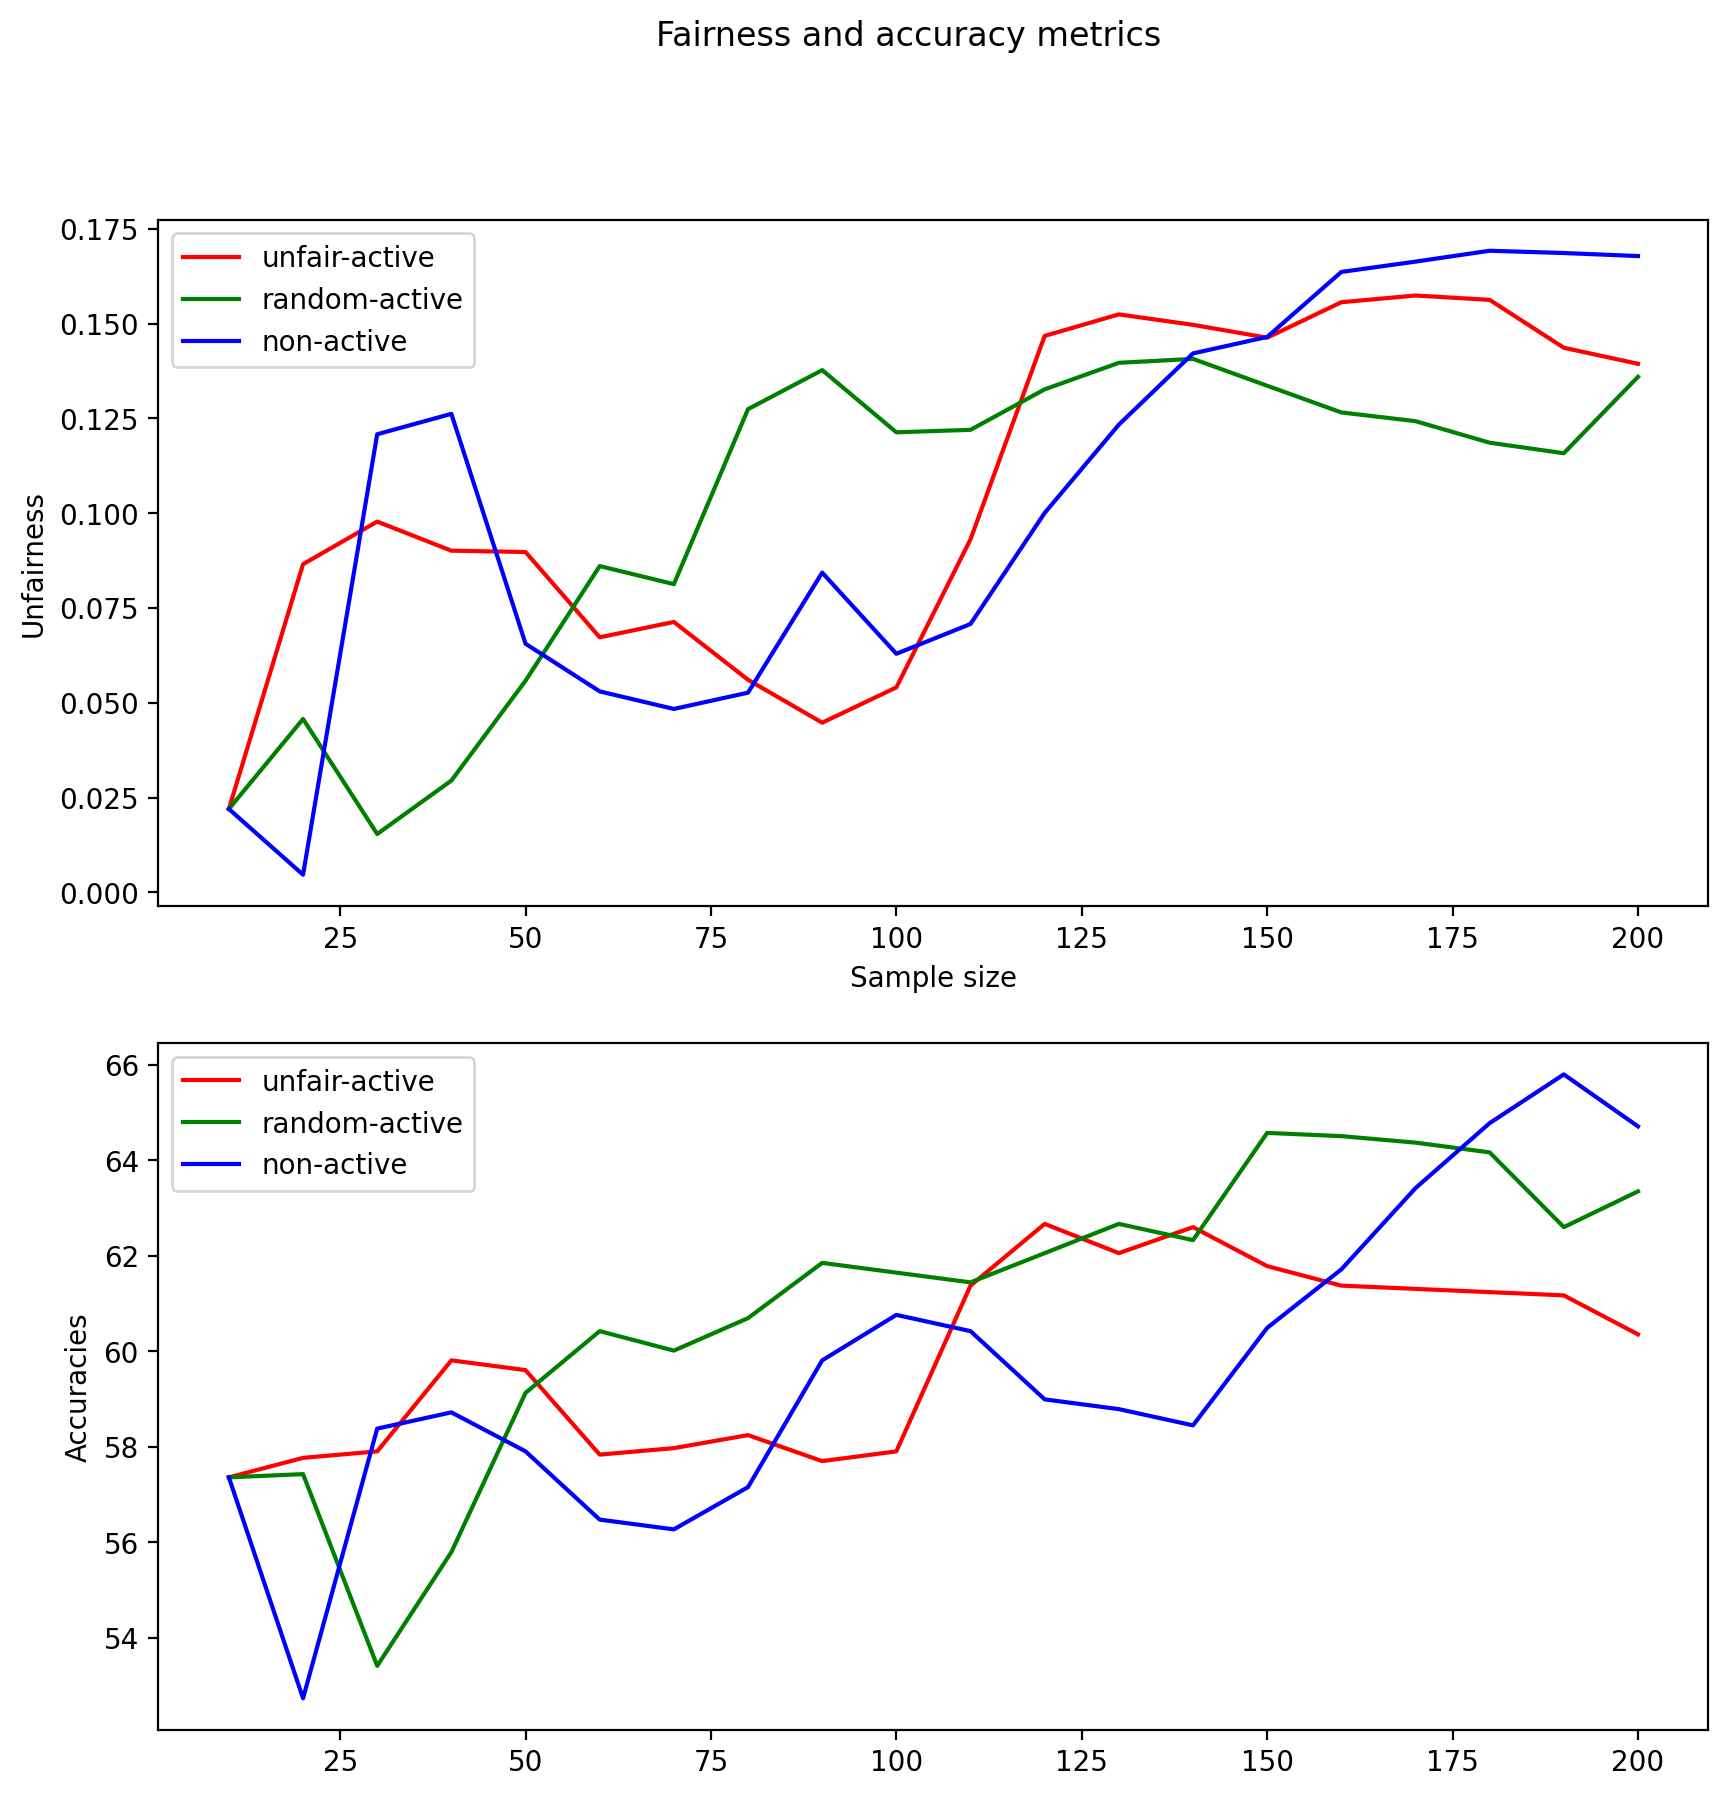 Fairness and accuracy metrics
0.175
0.150
0.125
0.100
0.075
0.050
0.025
0.000
Unfairness
unfair-active
random-active
non-active
25 50 75 100 125 150 175 200
Sample size
66
64
62
60
58
56
54
Accuracies
unfair-active
random-active
non-active
25 50 75 100 125 150 175 200